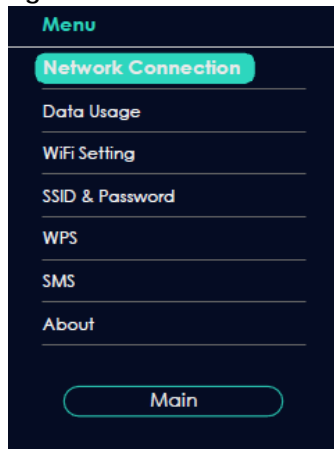 Menu
Network Connection
Data Usage
WiFi Setting
SSID & Password
WPS
SMS
About
Main